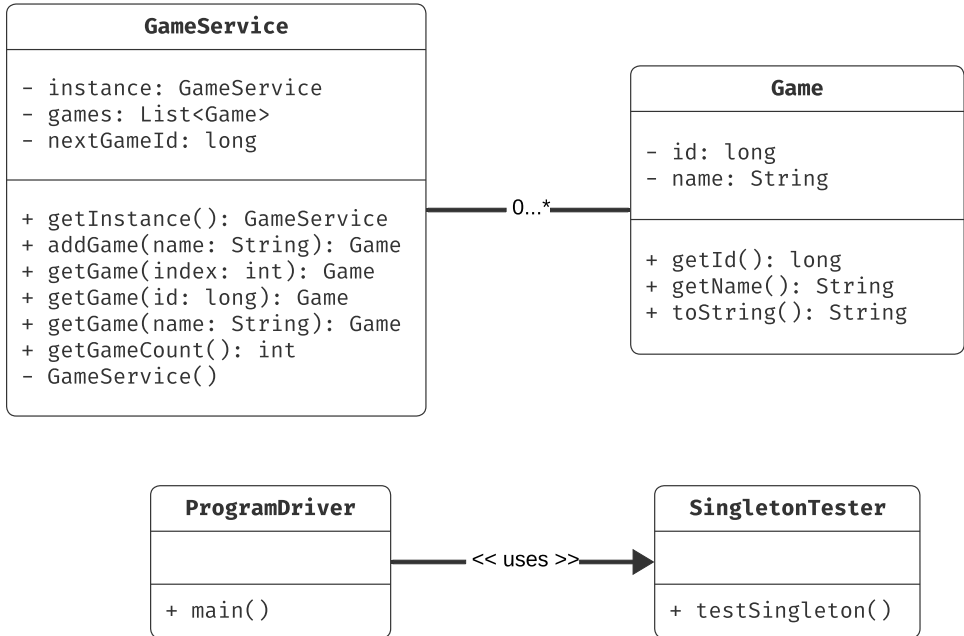 GameService
- instance: GameService
- games: List<Game>
- nextGameId: long
+ getInstance(): GameService
+ addGame(name: String): Game
+ getGame(index: int): Game
+ getGame(id: long): Game
+ getGame(name: String): Game
+ getGameCount(): int
- GameService()
0...*
Game
- id: long
- name: String
+ getId(): long
+ getName(): String
+ toString(): String
ProgramDriver
+ main()
<< uses >>
SingletonTester
+ testSingleton()